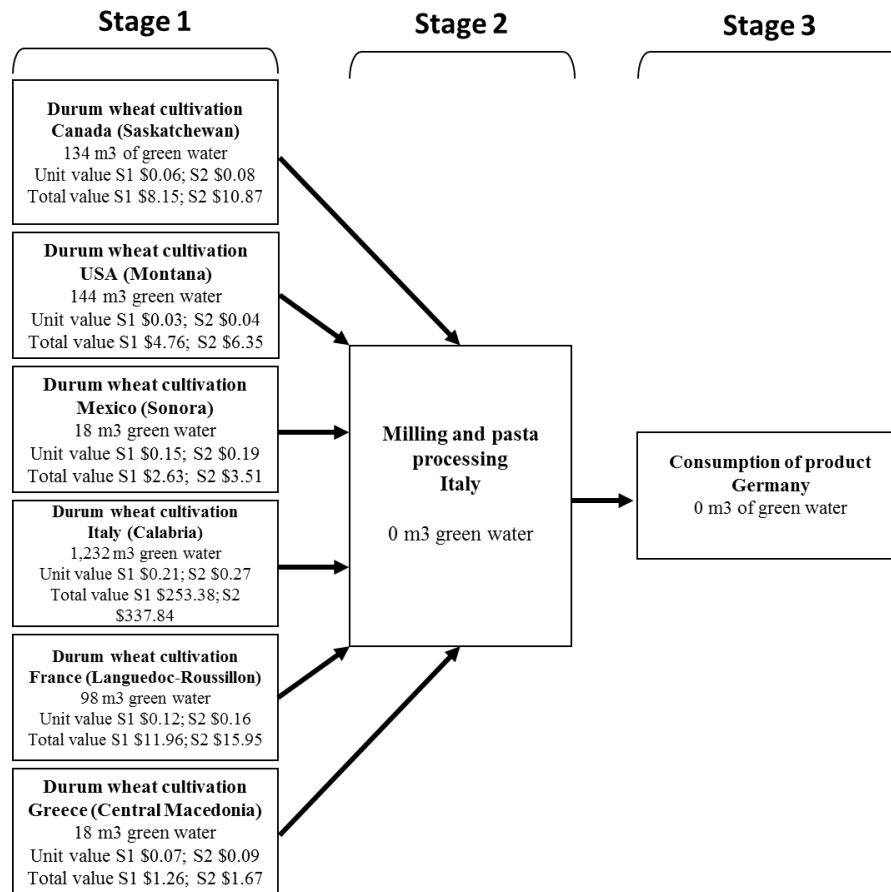 Stage 1
Stage 2
Stage 3
Durum wheat cultivation
Canada (Saskatchewan)
134 m3 of green water
Unit value S1 $0.06; S2 $0.08
Total value S1 $8.15; S2 $10.87
Durum wheat cultivation
USA (Montana)
144 m3 green water
Unit value S1 $0.03; S2 $0.04
Total value S1 $4.76; S2 $6.35
Durum wheat cultivation
Mexico (Sonora)
18 m3 green water
Unit value S1 $0.15; S2 $0.19
Total value S1 $2.63; S2 $3.51
Durum wheat cultivation
Italy (Calabria)
1,232 m3 green water
Unit value S1 $0.21; S2 $0.27
Total value S1 $253.38; S2
$337.84
Durum wheat cultivation
France (Languedoc-Roussillon)
98 m3 green water
Unit value S1 $0.12; S2 $0.16
Total value S1 $11.96; S2 $15.95
Durum wheat cultivation
Greece (Central Macedonia)
18 m3 green water
Unit value S1 $0.07; S2 $0.09
Total value S1 $1.26; S2 $1.67
Milling and pasta
processing
Italy
0 m3 green water
Consumption of product
Germany
0 m3 of green water